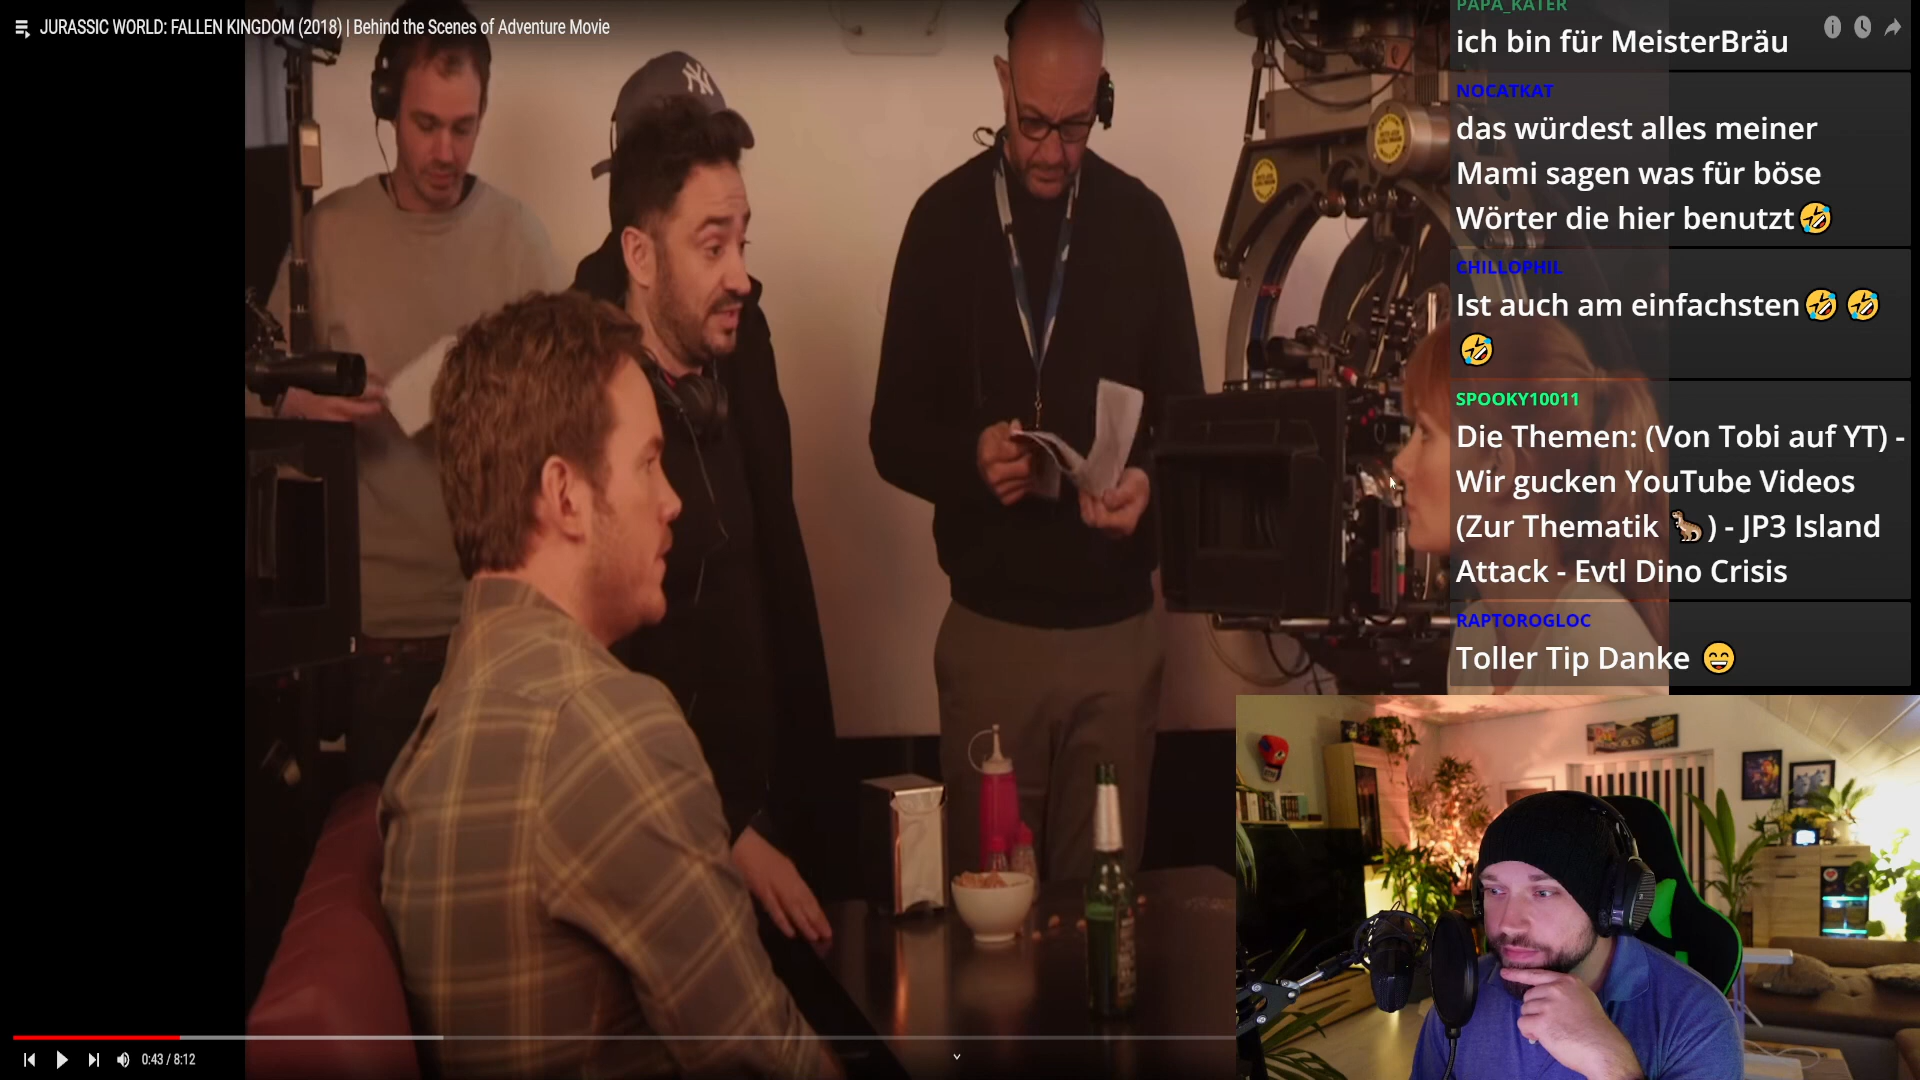 JURASSIC WORLD: FALLEN KINGDOM (2018) | Behind the Scenes of Adventure Movie
PAPA_KATER
ich bin für MeisterBräu
NOCATKAT
das würdest alles meiner
Mami sagen was für böse
Wörter die hier benutzt🤣
CHILLOPHIL
Ist auch am einfachsten🤣🤣
🤣
SPOOKY10011
Die Themen: (Von Tobi auf YT) -
Wir gucken YouTube Videos
(Zur Thematik 🦖) - JP3 Island
Attack - Evtl Dino Crisis
RAPTOROGLOC
Toller Tip Danke 😄
0:43 / 8:12